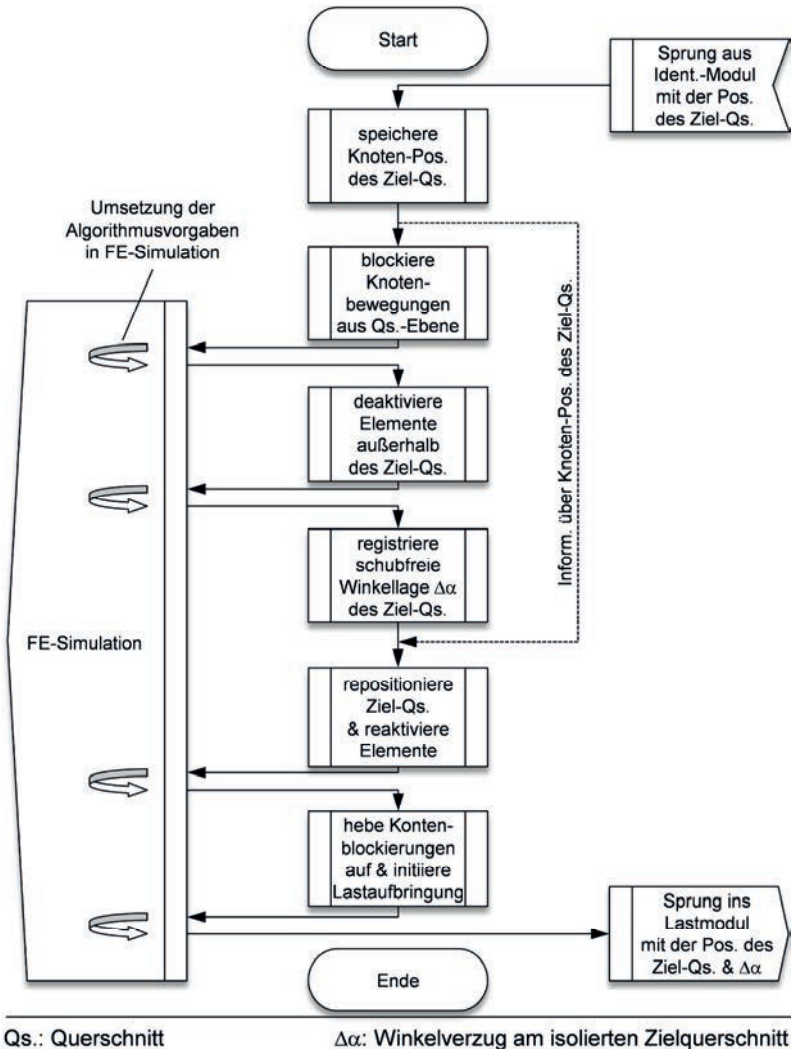 Start
Sprung aus
Ident.-Modul
mit der Pos.
des Ziel-Qs.
speichere
Knoten-Pos.
des Ziel-Qs.
Umsetzung der
Algorithmusvorgaben
in FE-Simulation
blockiere
Knoten-
bewegungen
aus Qs.-Ebene
deaktiviere
Elemente
außerhalb
des Ziel-Qs.
Inform. über Knoten-Pos. des Ziel-Qs.
registriere
schubfreie
Winkellage Δα
des Ziel-Qs.
FE-Simulation
repositioniere
Ziel-Qs.
& reaktiviere
Elemente
hebe Konten-
blockierungen
auf & initiiere
Lastaufbringung
Sprung ins
Lastmodul
mit der Pos. des
Ziel-Qs. & Δα
Ende
Qs.: Querschnitt
Δα: Winkelverzug am isolierten Zielquerschnitt